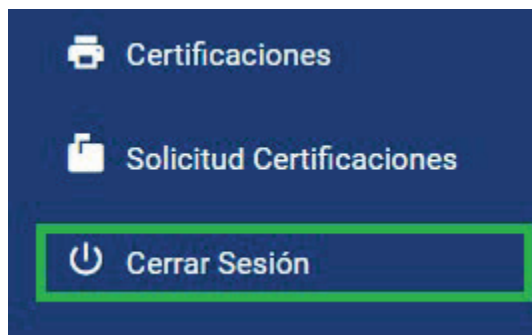 Certificaciones
Solicitud Certificaciones
Cerrar Sesión